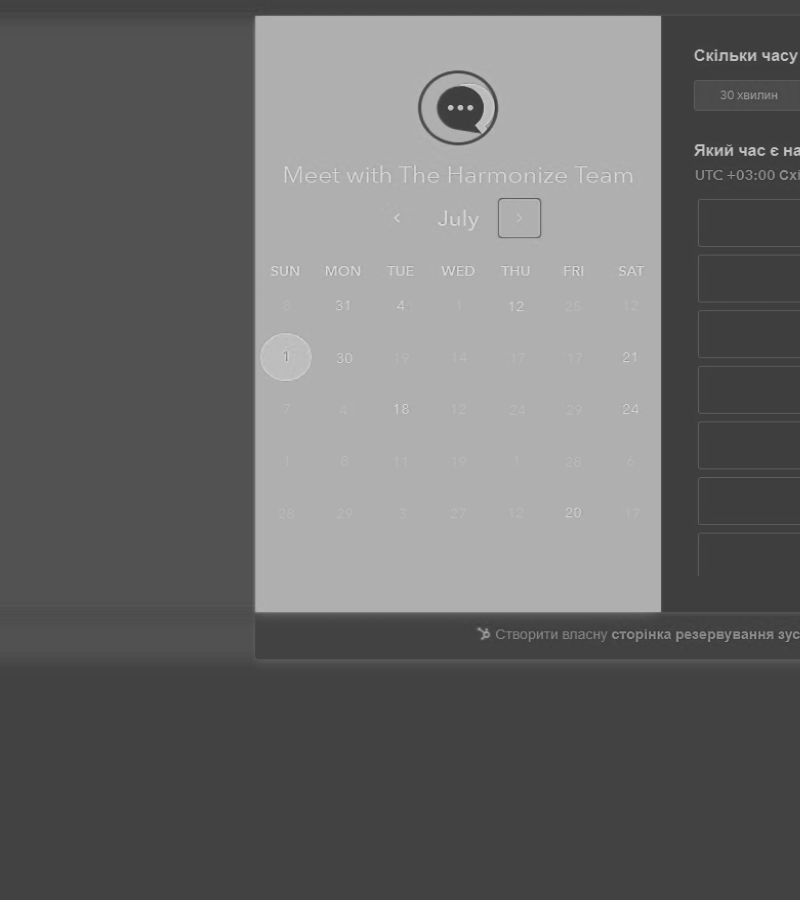 Meet with The Harmonize Team
July
SUN MON TUE WED THU FRI SAT
8 31 4 1 12 25 12
1 30 19 14 17 17 21
7 4 18 12 24 29 24
1 8 11 19 1 28 6
28 29 3 27 12 20 17
Скільки часу
30 хвилин
Який час є на
UTC +03:00 Схі
Створити власну сторінка резервування зус